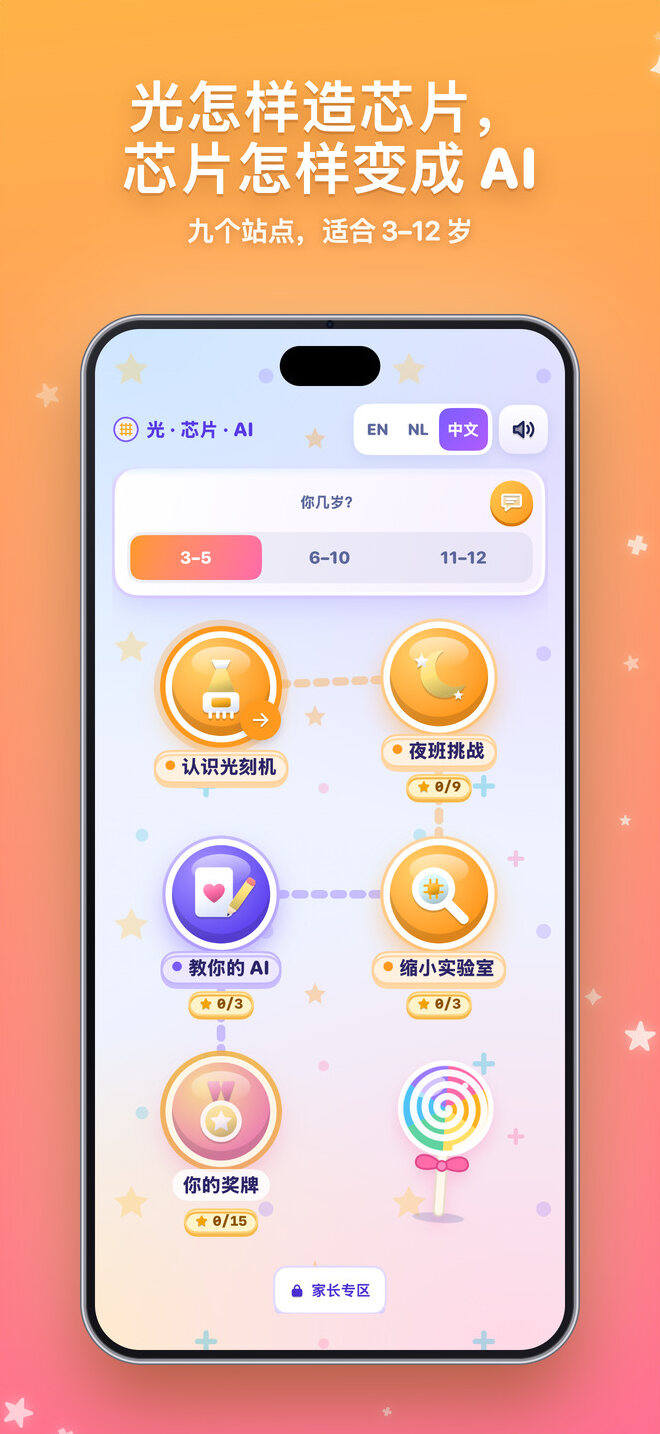 光怎样造芯片，
芯片怎样变成 AI
九个站点，适合 3–12 岁
光·芯片·AI
EN NL 中文
你几岁？
3–5 6–10 11–12
认识光刻机
夜班挑战
0/9
教你的 AI
缩小实验室
0/3
0/3
你的奖牌
0/15
家长专区